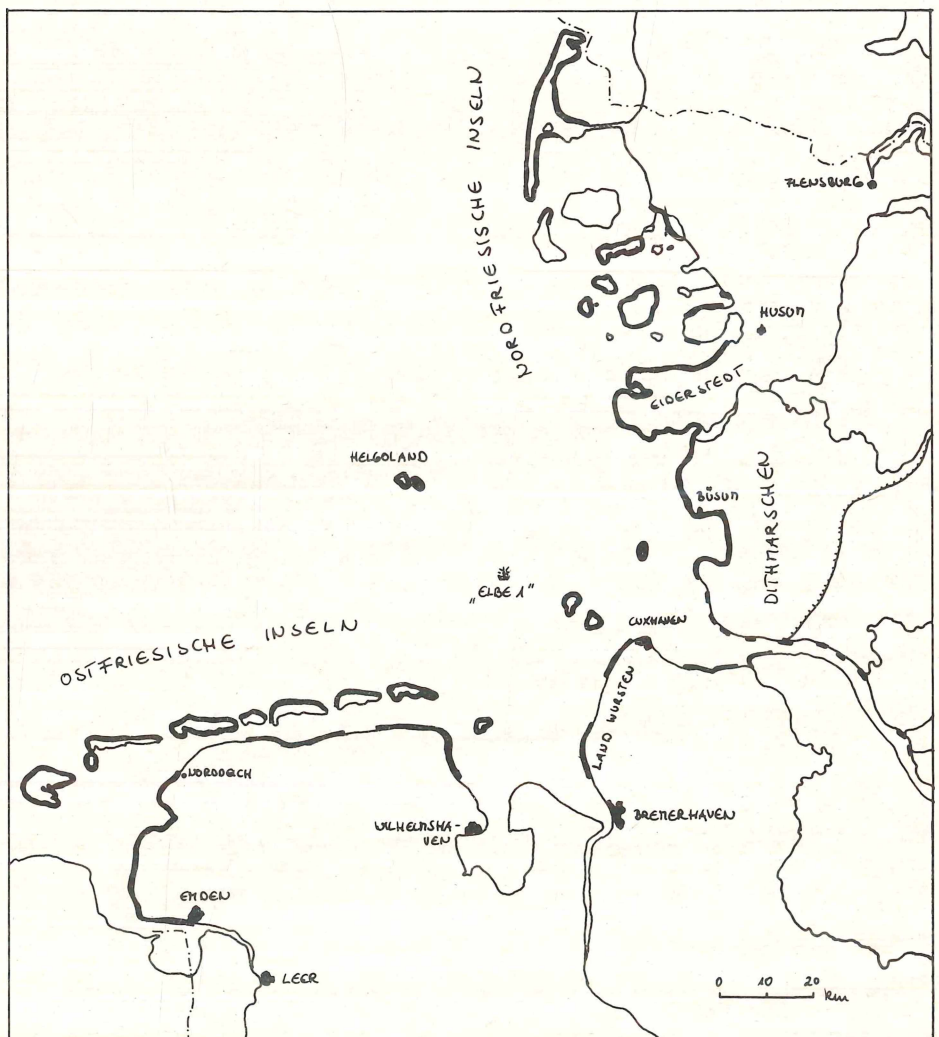 NORDFRIESISCHE INSELN
FLENSBURG
HUSUM
EIDERSTEDT
HELGOLAND
BÜSUM
DITHMARSCHEN
„ELBE 1"
CUXHAVEN
OSTFRIESISCHE INSELN
LAND WURSTEN
NORDDEICH
WILHELMSHA-
VEN
BREMERHAVEN
EMDEN
LEER
0 10 20
km